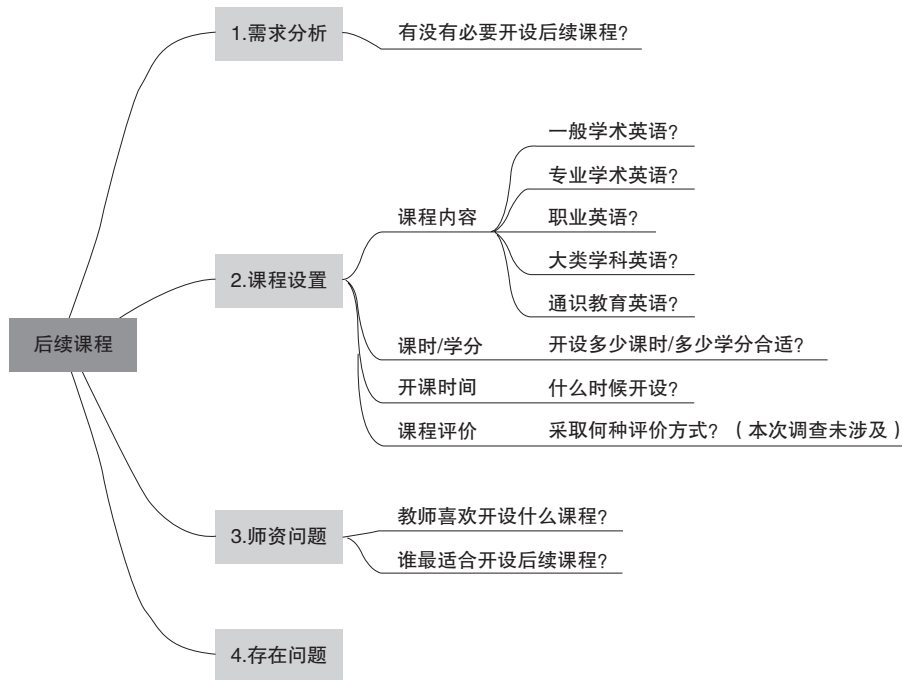 1.需求分析
有没有必要开设后续课程?
一般学术英语?
专业学术英语?
课程内容
职业英语?
大类学科英语?
2.课程设置
通识教育英语?
后续课程
课时/学分
开设多少课时/多少学分合适?
开课时间
什么时候开设?
课程评价
采取何种评价方式?（本次调查未涉及）
教师喜欢开设什么课程?
3.师资问题
谁最适合开设后续课程?
4.存在问题